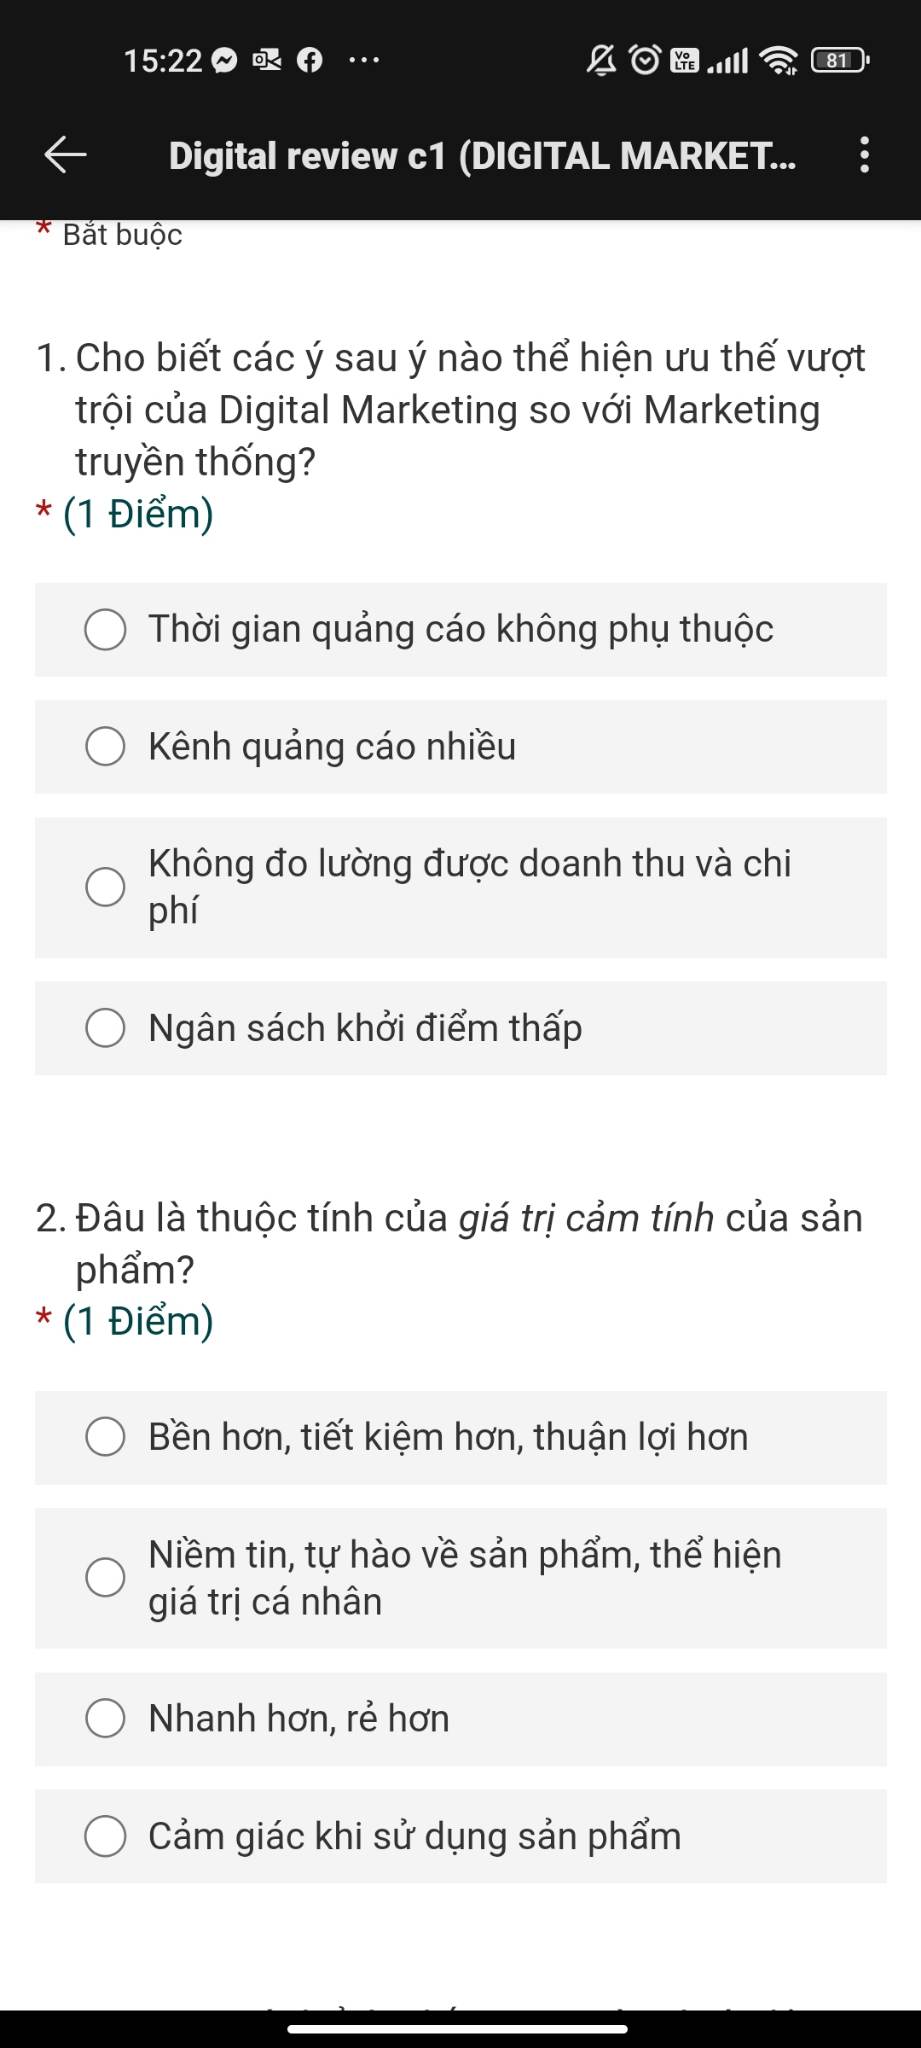 15:22 ...
Vo LTE 81
Digital review c1 (DIGITAL MARKET...
* Bắt buộc
1. Cho biết các ý sau ý nào thể hiện ưu thế vượt
trội của Digital Marketing so với Marketing
truyền thống?
* (1 Điểm)
Thời gian quảng cáo không phụ thuộc
Kênh quảng cáo nhiều
Không đo lường được doanh thu và chi
phí
Ngân sách khởi điểm thấp
2. Đâu là thuộc tính của giá trị cảm tính của sản
phẩm?
* (1 Điểm)
Bền hơn, tiết kiệm hơn, thuận lợi hơn
Niềm tin, tự hào về sản phẩm, thể hiện
giá trị cá nhân
Nhanh hơn, rẻ hơn
Cảm giác khi sử dụng sản phẩm